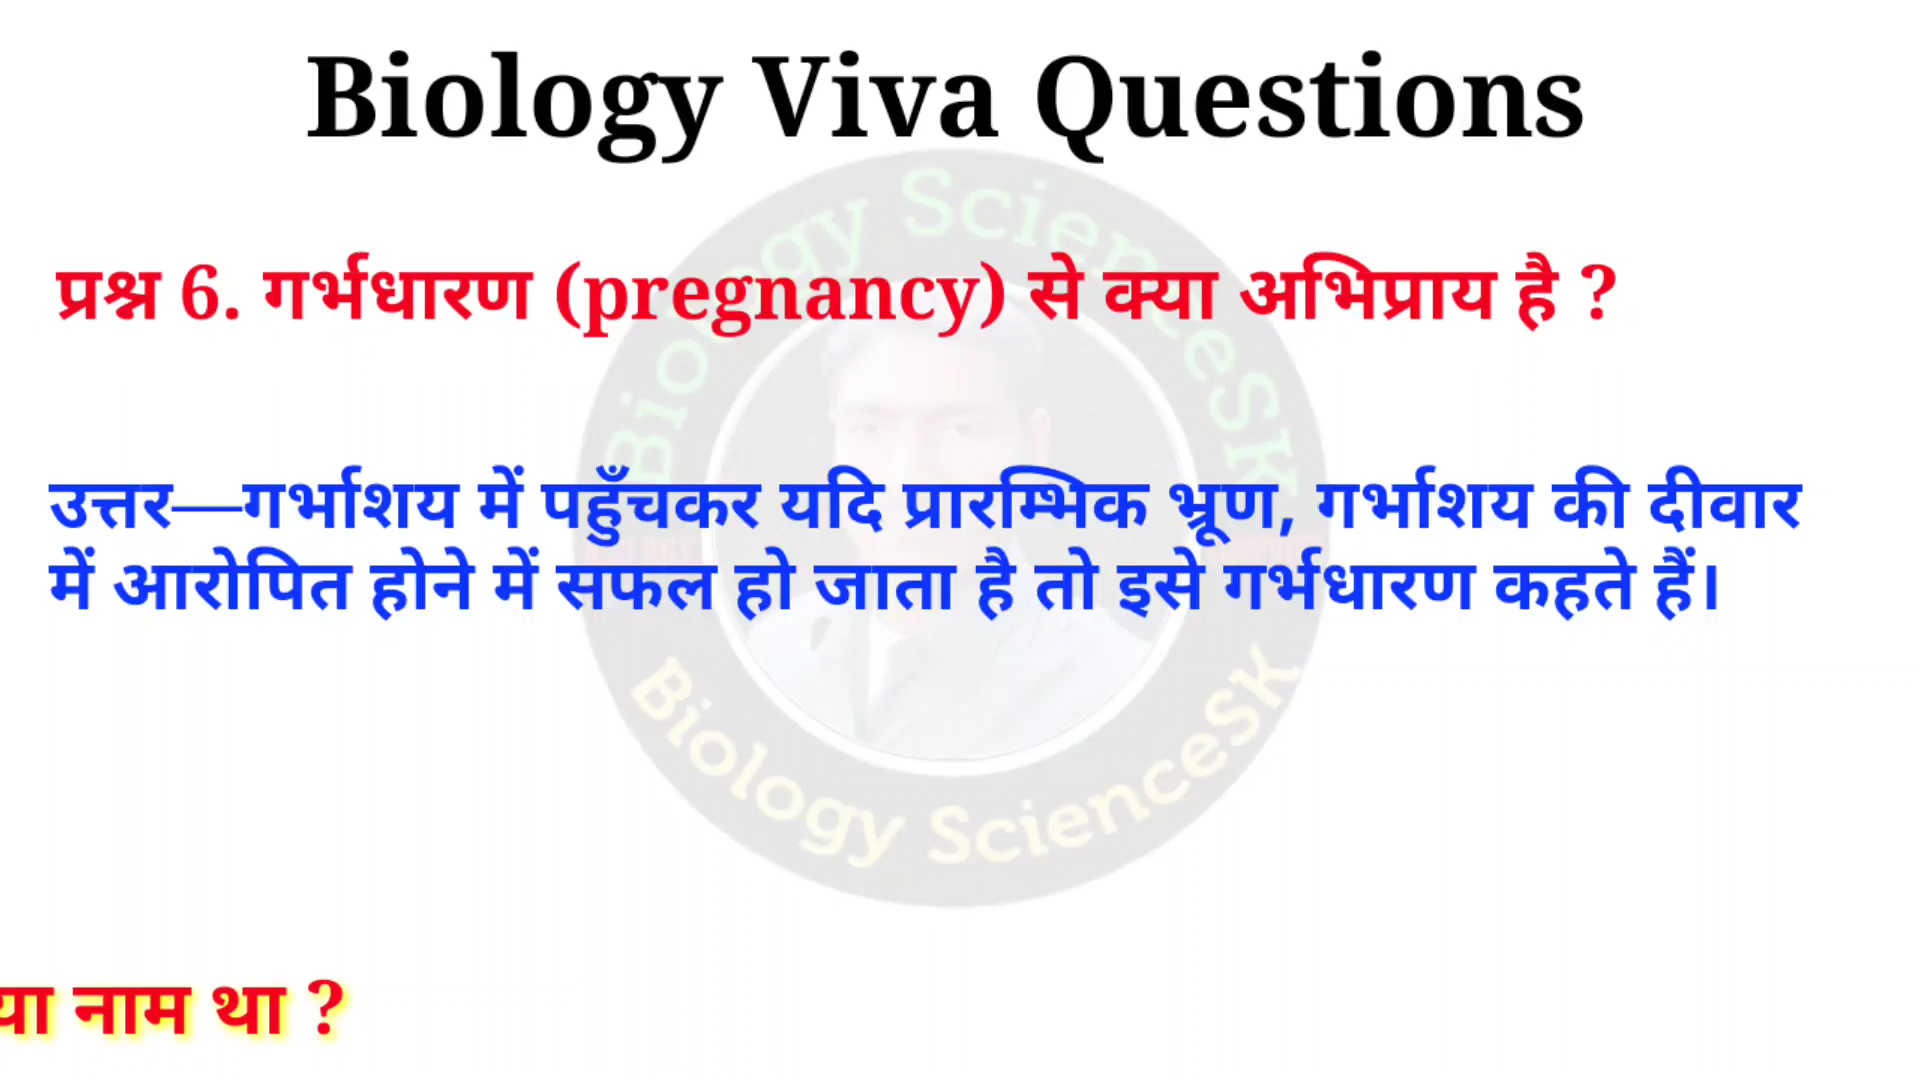 Biology Viva Questions
Biology ScienceSK
प्रश्न 6. गर्भधारण (pregnancy) से क्या अभिप्राय है ?
उत्तर—गर्भाशय में पहुँचकर यदि प्रारम्भिक भ्रूण, गर्भाशय की दीवार
में आरोपित होने में सफल हो जाता है तो इसे गर्भधारण कहते हैं।
Biology ScienceSK
नाम था ?